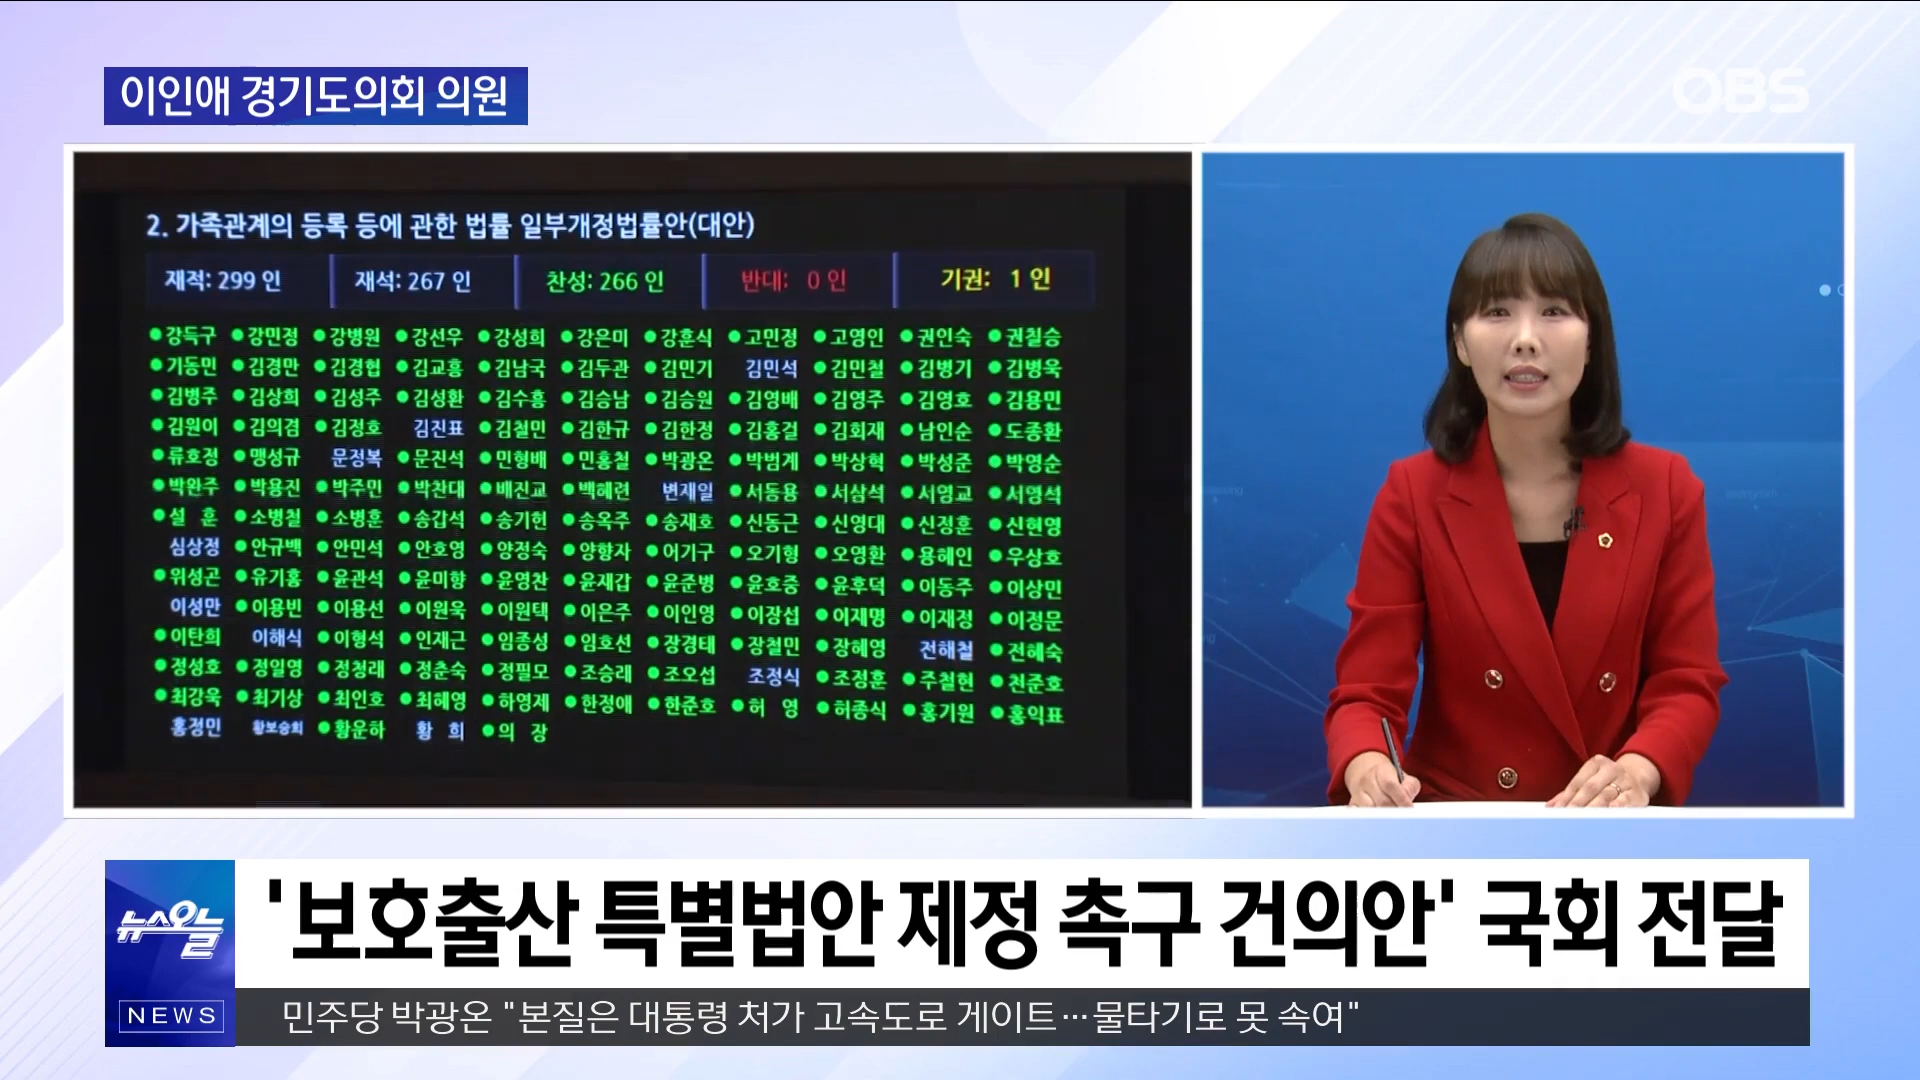 이인애 경기도의회 의원
OBS
2. 가족관계의 등록 등에 관한 법률 일부개정법률안(대안)
재적: 299 인 재석: 267 인 찬성: 266 인 반대: 0 인 기권: 1 인
강득구 강민정 강병원 강선우 강성희 강은미 강훈식 고민정 고영인 권인숙 권칠승
기동민 김경만 김경협 김교흥 김남국 김두관 김민기 김민석 김민철 김병기 김병욱
김병주 김상희 김성주 김성환 김수흥 김승남 김승원 김영배 김영주 김영호 김용민
김원이 김의겸 김정호 김진표 김철민 김한규 김한정 김홍걸 김회재 남인순 도종환
류호정 맹성규 문정복 문진석 민형배 민홍철 박광온 박범계 박상혁 박성준 박영순
박완주 박용진 박주민 박찬대 배진교 백혜련 변재일 서동용 서삼석 서영교 서영석
설 훈 소병철 소병훈 송갑석 송기헌 송옥주 송재호 신동근 신영대 신정훈 신현영
심상정 안규백 안민석 안호영 양정숙 양향자 어기구 오기형 오영환 용혜인 우상호
위성곤 유기홍 윤관석 윤미향 윤영찬 윤재갑 윤준병 윤호중 윤후덕 이동주 이상민
이성만 이용빈 이용선 이원욱 이원택 이은주 이인영 이장섭 이재명 이재정 이정문
이탄희 이해식 이형석 인재근 임종성 임호선 장경태 장철민 장혜영 전해철 전혜숙
정성호 정일영 정청래 정춘숙 정필모 조승래 조오섭 조정식 조정훈 주철현 천준호
최강욱 최기상 최인호 최혜영 하영제 한정애 한준호 허 영 허종식 홍기원 홍익표
홍정민 황보승희 황운하 황 희 의 장
'보호출산 특별법안 제정 촉구 건의안' 국회 전달
뉴스오늘
NEWS
민주당 박광온 "본질은 대통령 처가 고속도로 게이트…물타기로 못 속여"